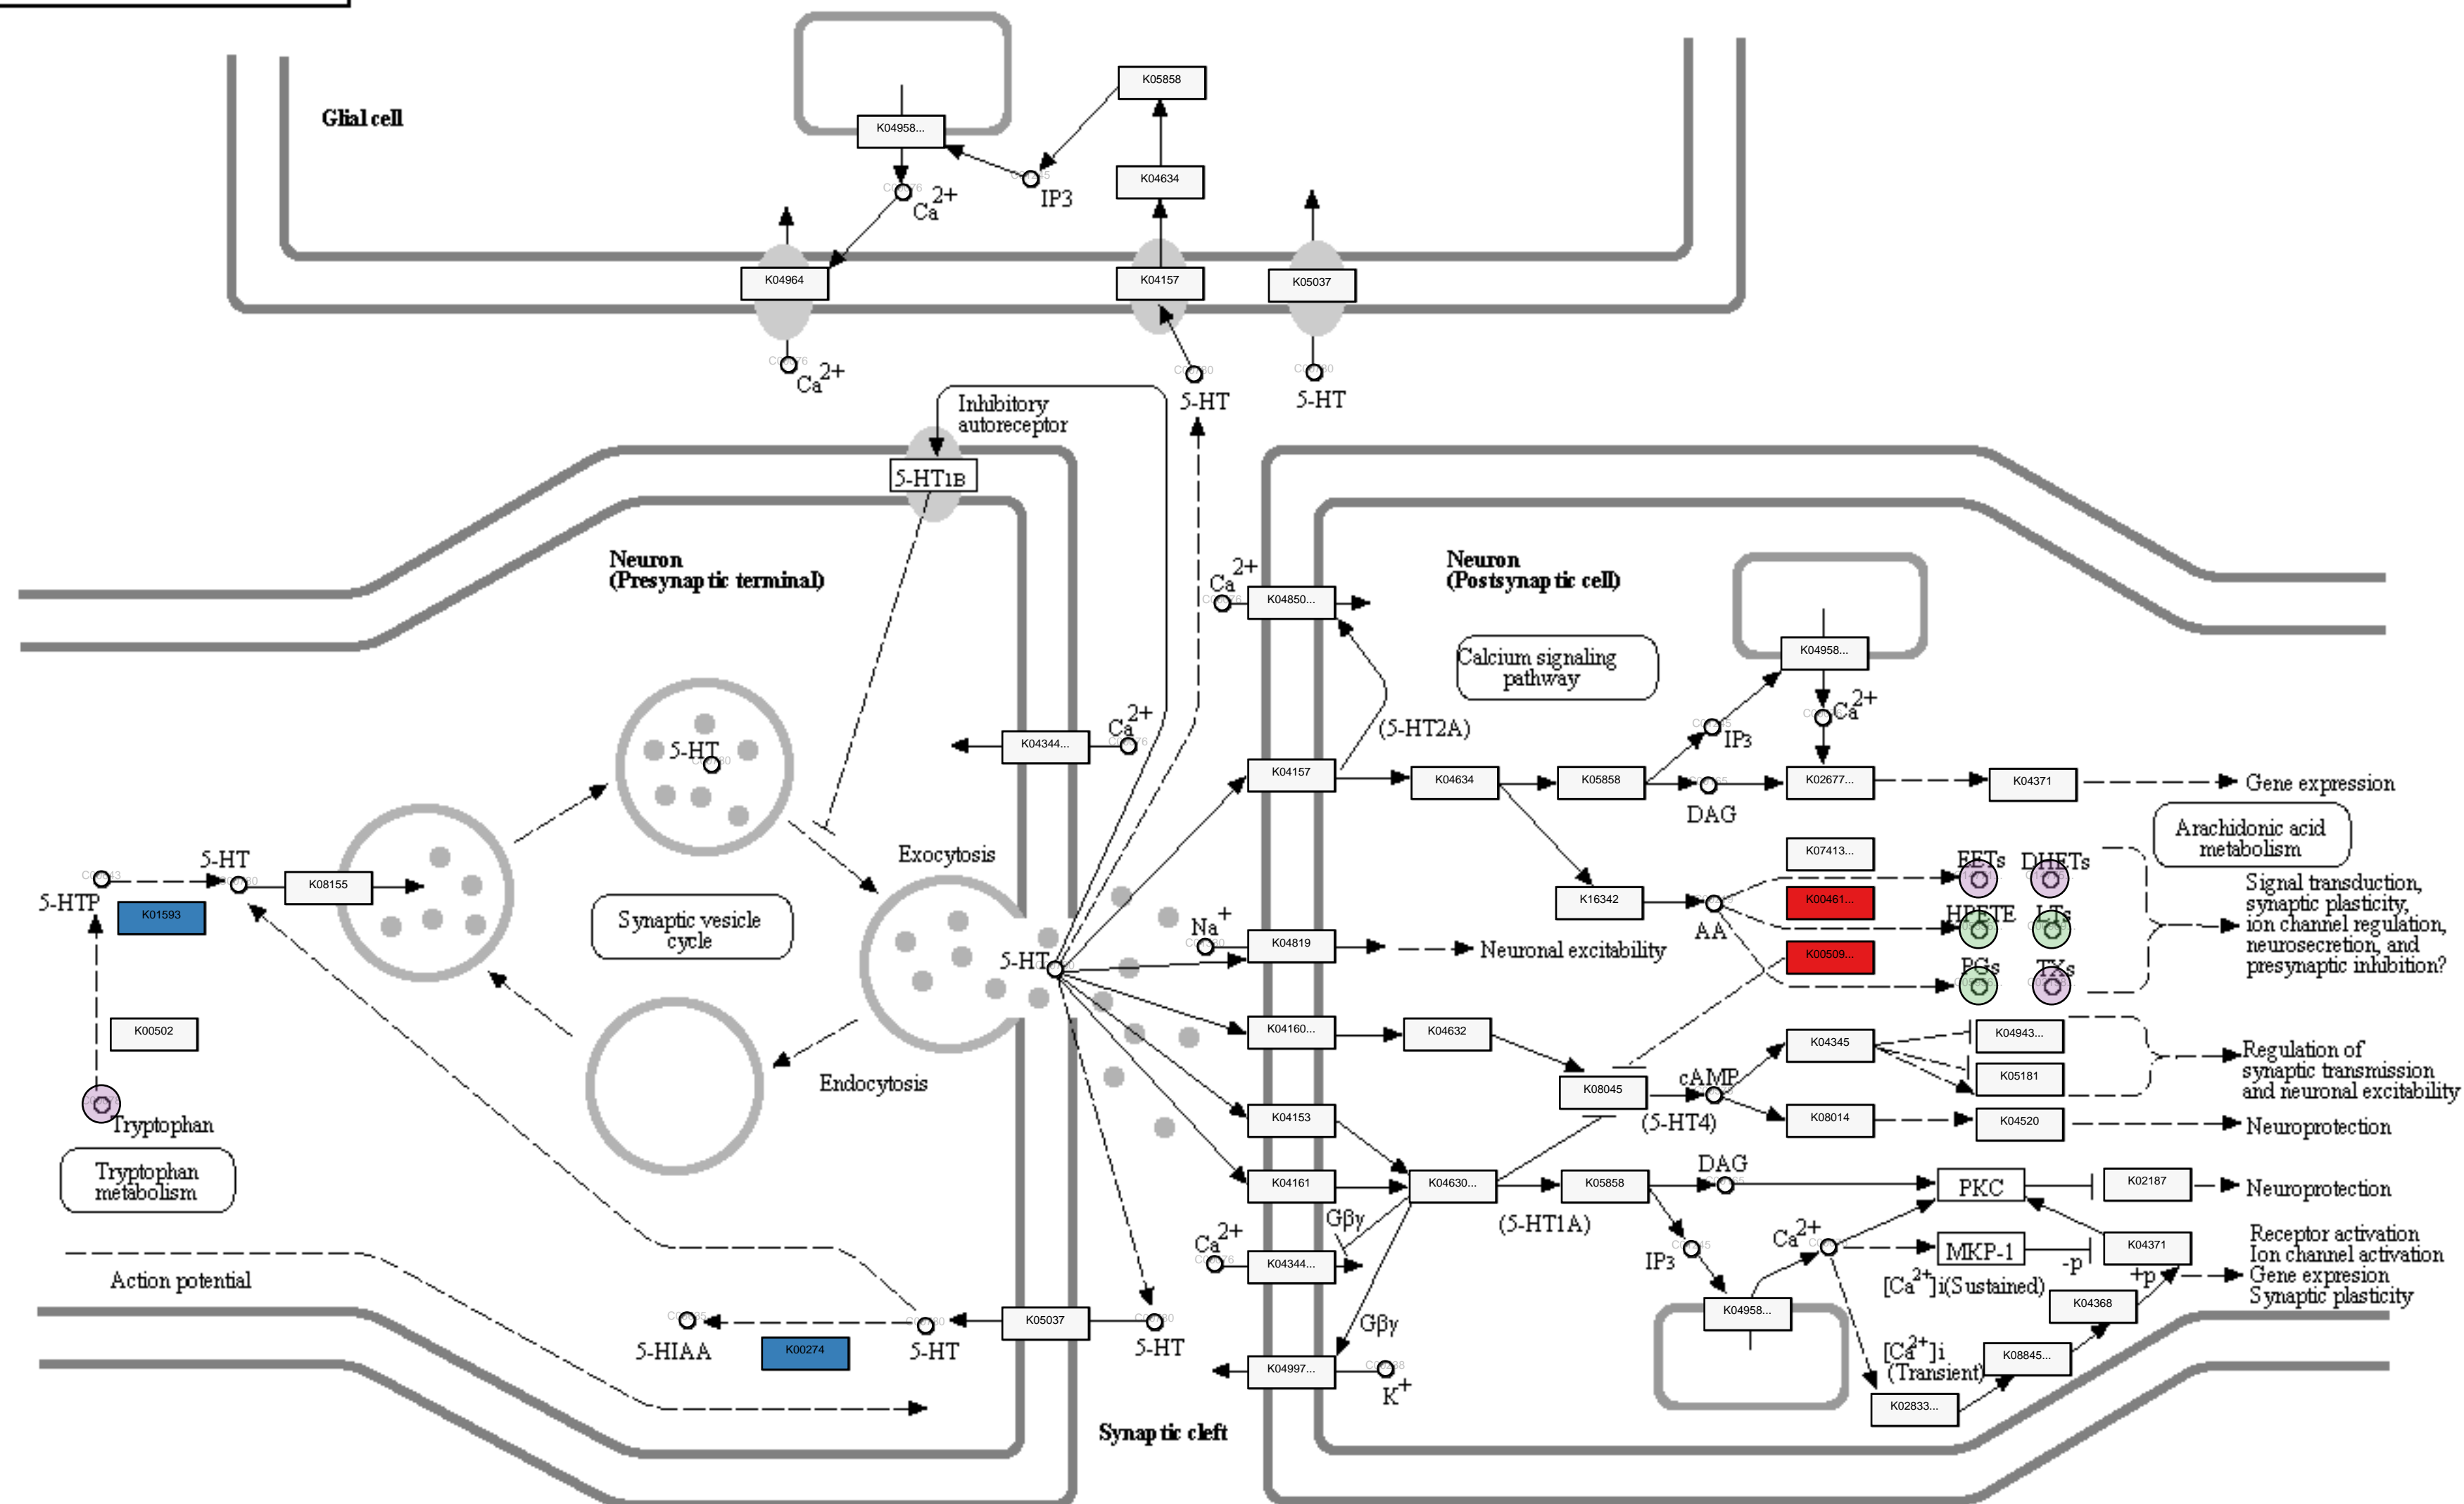 K05858
Glial cell
K04958...
K04634
IP3
Ca2+
K04964
K04157
K05037
Ca2+
5-HT
5-HT
Inhibitory
autoreceptor
5-HT1B
Neuron
(Presynaptic terminal)
Neuron
(Postsynaptic cell)
Ca2+
K04850...
Calcium signaling
pathway
K04958...
Ca2+
(5-HT2A)
IP3
5-HT
K04344...
Ca2+
K04157
K04634
K05858
DAG
K02677...
K04371
Gene expression
Arachidonic acid
metabolism
Exocytosis
5-HT
K08155
5-HTP
K01593
Synaptic vesicle
cycle
K07413...
EETs
DHETs
K16342
AA
K00461...
HPETE
LTs
Signal transduction,
synaptic plasticity,
ion channel regulation,
neurosecretion, and
presynaptic inhibition?
Na+
K04819
Neuronal excitability
K00509...
PGs
TXs
5-HT
K00502
K04160...
K04632
K04345
K04943...
K05181
Regulation of
synaptic transmission
and neuronal excitability
Endocytosis
K08045
cAMP
(5-HT4)
K08014
K04520
Neuroprotection
Tryptophan
Tryptophan
metabolism
K04153
K04161
K04630...
K05858
(5-HT1A)
DAG
PKC
K02187
Neuroprotection
Gβγ
Ca2+
K04344...
IP3
Ca2+
MKP-1
-p
K04371
+p
Receptor activation
Ion channel activation
Gene expresion
Synaptic plasticity
[Ca2+]i(Sustained)
K04368
Action potential
K04958...
5-HIAA
K00274
5-HT
K05037
5-HT
Gβγ
K04997...
K+
[Ca2+]i
(Transient)
K08845...
K02833...
Synaptic cleft